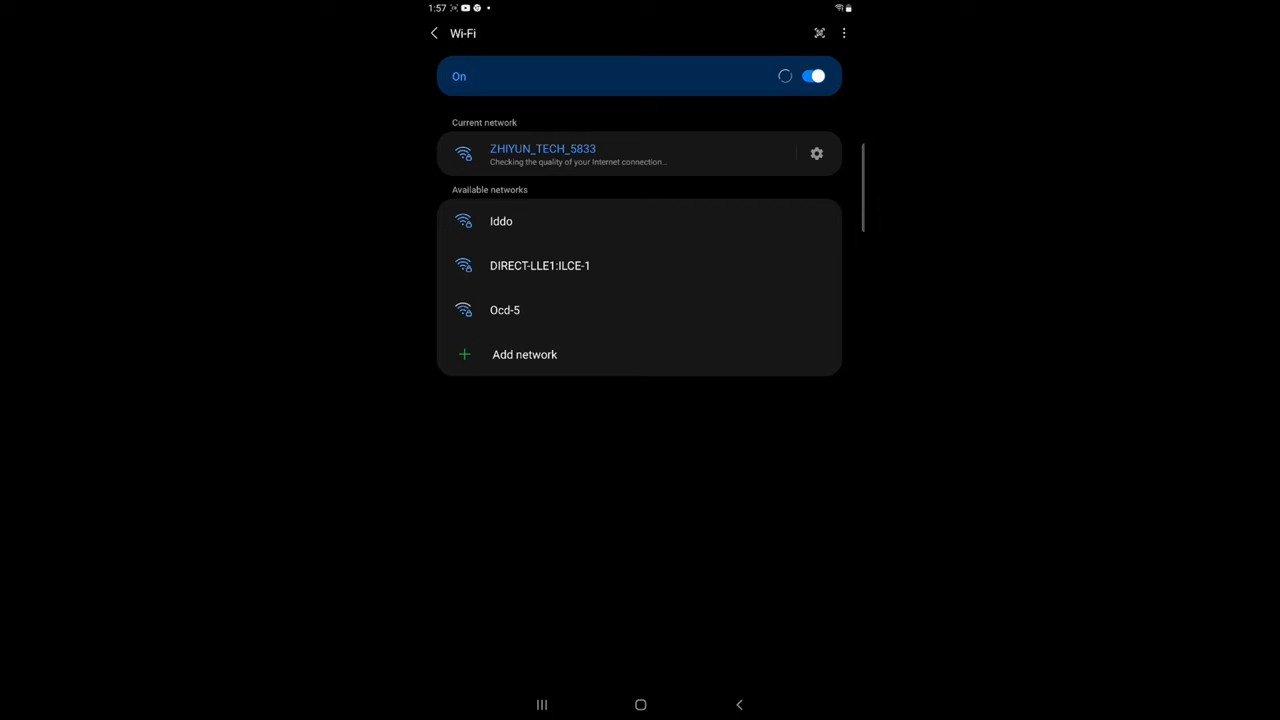 1:57
Wi-Fi
On
Current network
ZHIYUN_TECH_5833
Checking the quality of your Internet connection...
Available networks
Iddo
DIRECT-LLE1:ILCE-1
Ocd-5
Add network